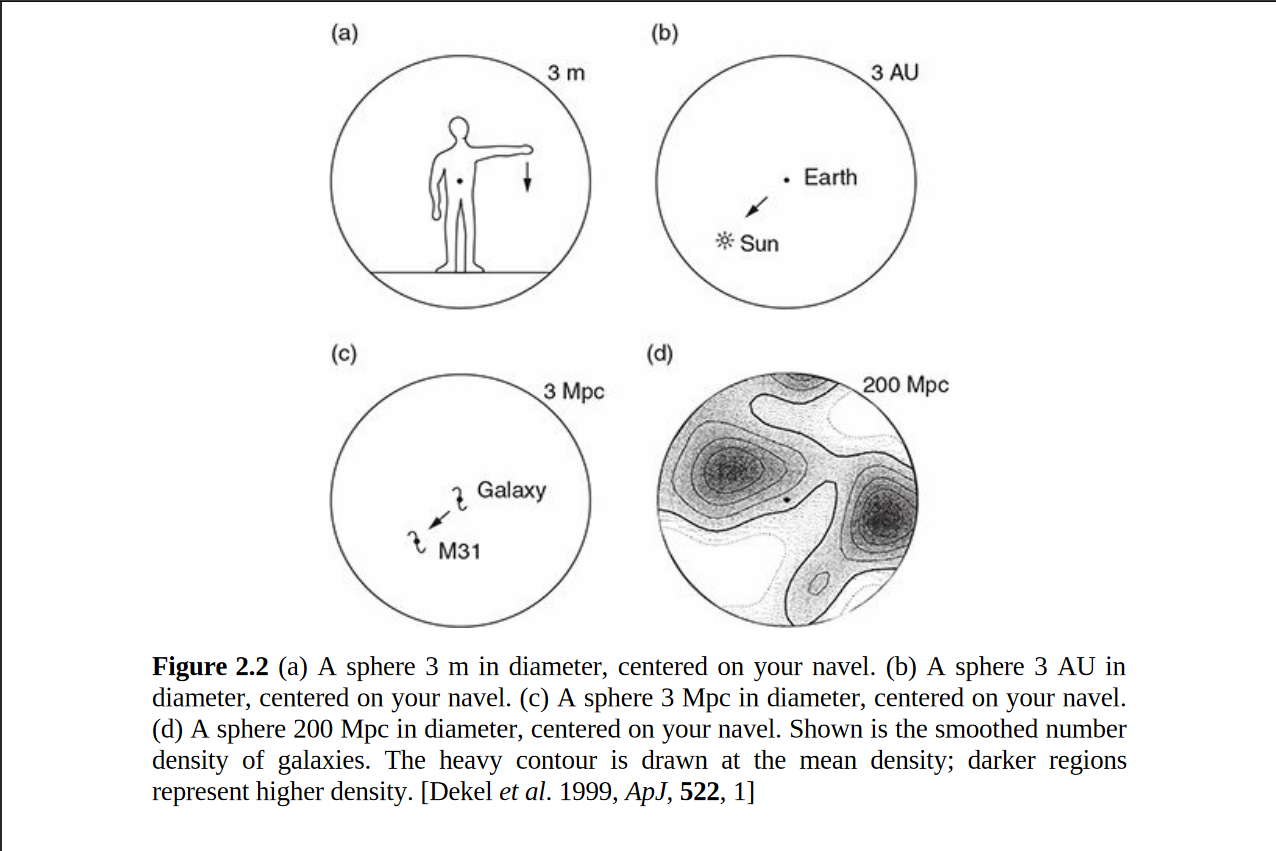 (a)
3 m
(b)
3 AU
Earth
Sun
(c)
3 Mpc
Galaxy
M31
(d)
200 Mpc
Figure 2.2 (a) A sphere 3 m in diameter, centered on your navel. (b) A sphere 3 AU in
diameter, centered on your navel. (c) A sphere 3 Mpc in diameter, centered on your navel.
(d) A sphere 200 Mpc in diameter, centered on your navel. Shown is the smoothed number
density of galaxies. The heavy contour is drawn at the mean density; darker regions
represent higher density. [Dekel et al. 1999, ApJ, 522, 1]